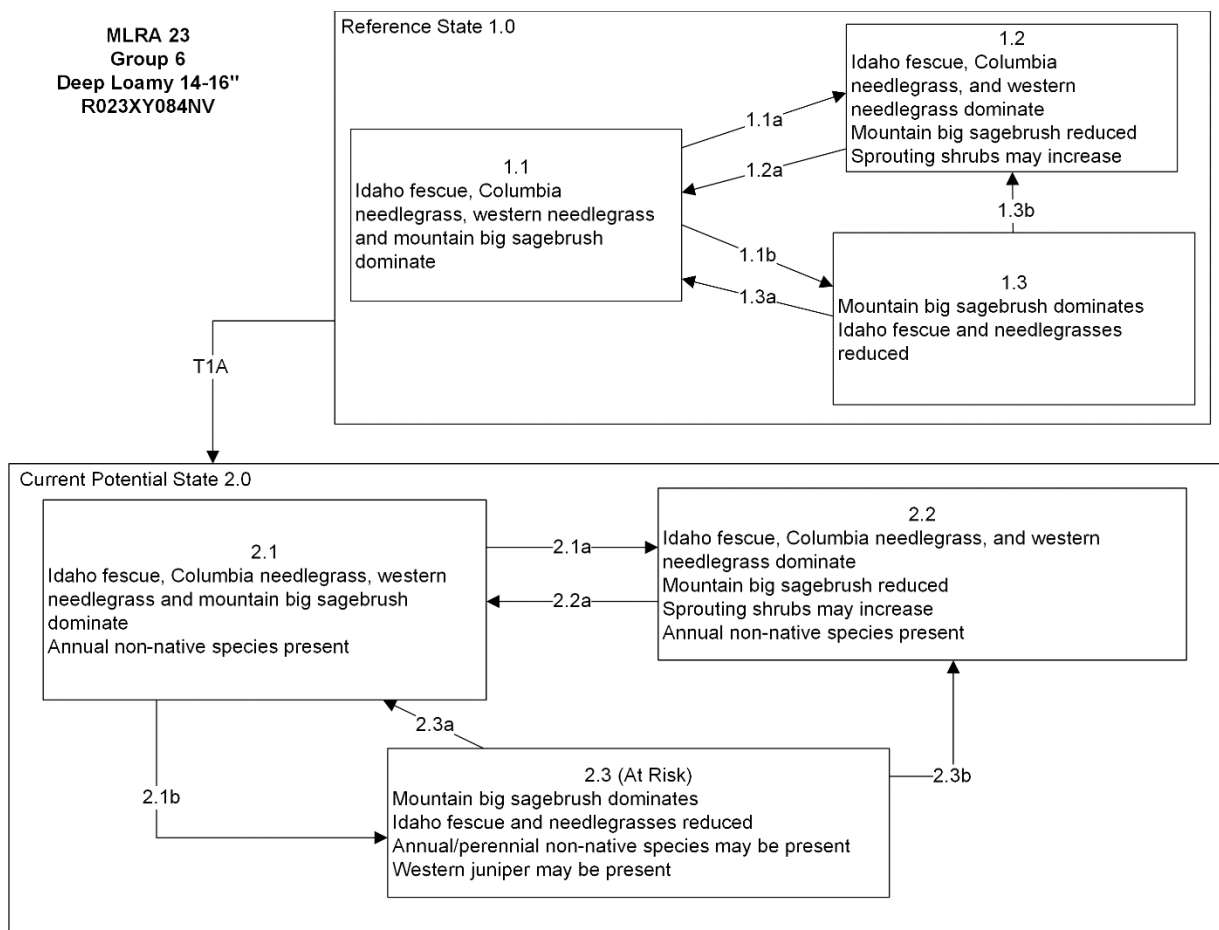 MLRA 23
Group 6
Deep Loamy 14-16"
R023XY084NV
Reference State 1.0
1.1
Idaho fescue, Columbia
needlegrass, western needlegrass
and mountain big sagebrush
dominate
1.1a
1.2a
1.1b
1.3a
1.2
Idaho fescue, Columbia
needlegrass, and western
needlegrass dominate
Mountain big sagebrush reduced
Sprouting shrubs may increase
1.3b
1.3
Mountain big sagebrush dominates
Idaho fescue and needlegrasses
reduced
T1A
Current Potential State 2.0
2.1
Idaho fescue, Columbia needlegrass, western
needlegrass and mountain big sagebrush
dominate
Annual non-native species present
2.1a
2.2a
2.2
Idaho fescue, Columbia needlegrass, and western
needlegrass dominate
Mountain big sagebrush reduced
Sprouting shrubs may increase
Annual non-native species present
2.1b
2.3a
2.3b
2.3 (At Risk)
Mountain big sagebrush dominates
Idaho fescue and needlegrasses reduced
Annual/perennial non-native species may be present
Western juniper may be present